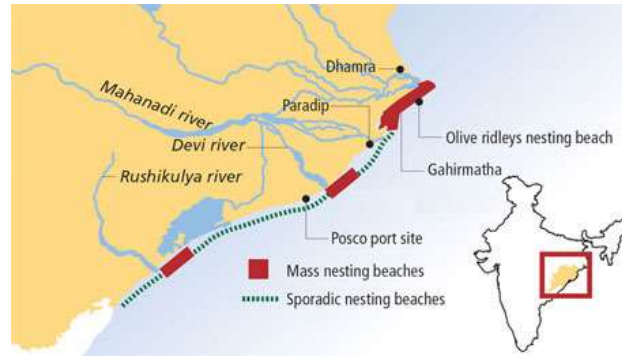 Dhamra
Mahanadi river
Paradip
Devi river
Olive ridleys nesting beach
Rushikulya river
Gahirmatha
Posco port site
Mass nesting beaches
Sporadic nesting beaches